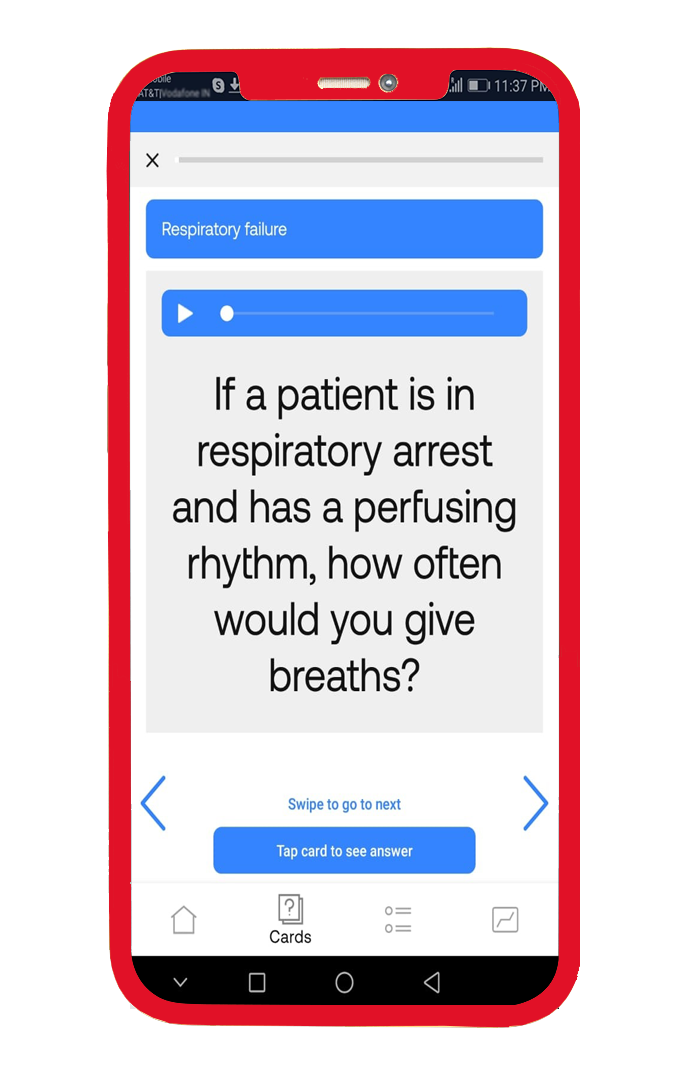 obile
AT&T|Vodafone IN
11:37 PM
Respiratory failure
If a patient is in
respiratory arrest
and has a perfusing
rhythm, how often
would you give
breaths?
Swipe to go to next
Tap card to see answer
Cards